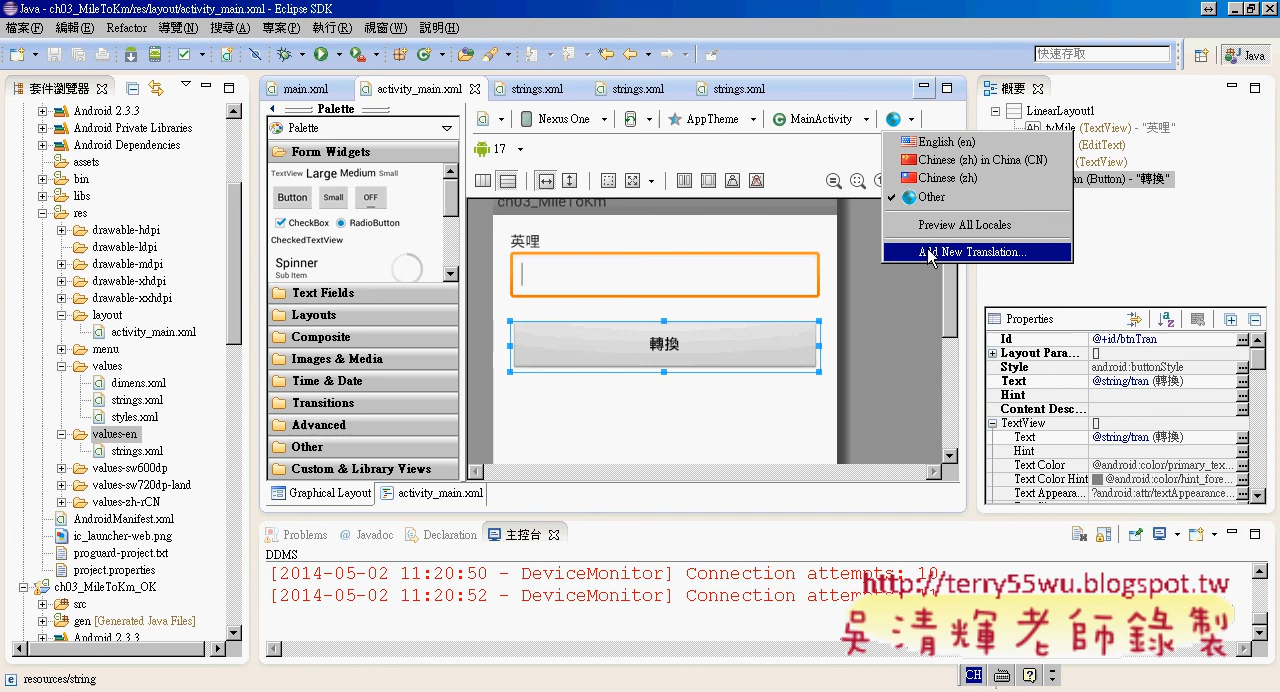 Java - ch03_MileToKm/res/layout/activity_main.xml - Eclipse SDK
檔案(F) 編輯(E) Refactor 導覽(N) 搜尋(A) 專案(P) 執行(R) 視窗(W) 說明(H)
快速存取
Java
套件瀏覽器
Android 2.3.3
Android Private Libraries
Android Dependencies
assets
bin
libs
res
drawable-hdpi
drawable-ldpi
drawable-mdpi
drawable-xhdpi
drawable-xxhdpi
layout
activity_main.xml
menu
values
dimens.xml
strings.xml
styles.xml
values-en
strings.xml
values-sw600dp
values-sw720dp-land
values-zh-rCN
AndroidManifest.xml
ic_launcher-web.png
proguard-project.txt
project.properties
ch03_MileToKm_OK
src
gen [Generated Java Files]
Android 2.3.3
main.xml
activity_main.xml
strings.xml
strings.xml
strings.xml
Palette
Palette
Form Widgets
TextView Large Medium Small
Button Small OFF
CheckBox RadioButton
CheckedTextView
Spinner
Sub Item
Text Fields
Layouts
Composite
Images & Media
Time & Date
Transitions
Advanced
Other
Custom & Library Views
Graphical Layout
activity_main.xml
Nexus One
AppTheme
MainActivity
17
ch03_MileToKm
英哩
轉換
English (en)
Chinese (zh) in China (CN)
Chinese (zh)
Other
Preview All Locales
Add New Translation...
概要
LinearLayout1
tvMile (TextView) - "英哩"
(EditText)
(TextView)
ran (Button) - "轉換"
Properties
Id @+id/btnTran
Layout Para... []
Style android:buttonStyle
Text @string/tran (轉換)
Hint
Content Desc...
TextView []
Text @string/tran (轉換)
Hint
Text Color @android:color/primary_tex...
Text Color Hint @android:color/hint_fore...
Text Appeara... ?android:attr/textAppearance...
Problems
Javadoc
Declaration
主控台
DDMS
[2014-05-02 11:20:50 - DeviceMonitor] Connection attempts: 10
[2014-05-02 11:20:52 - DeviceMonitor] Connection attempts: 11
http://terry55wu.blogspot.tw
吳清輝老師錄製
CH
resources/string